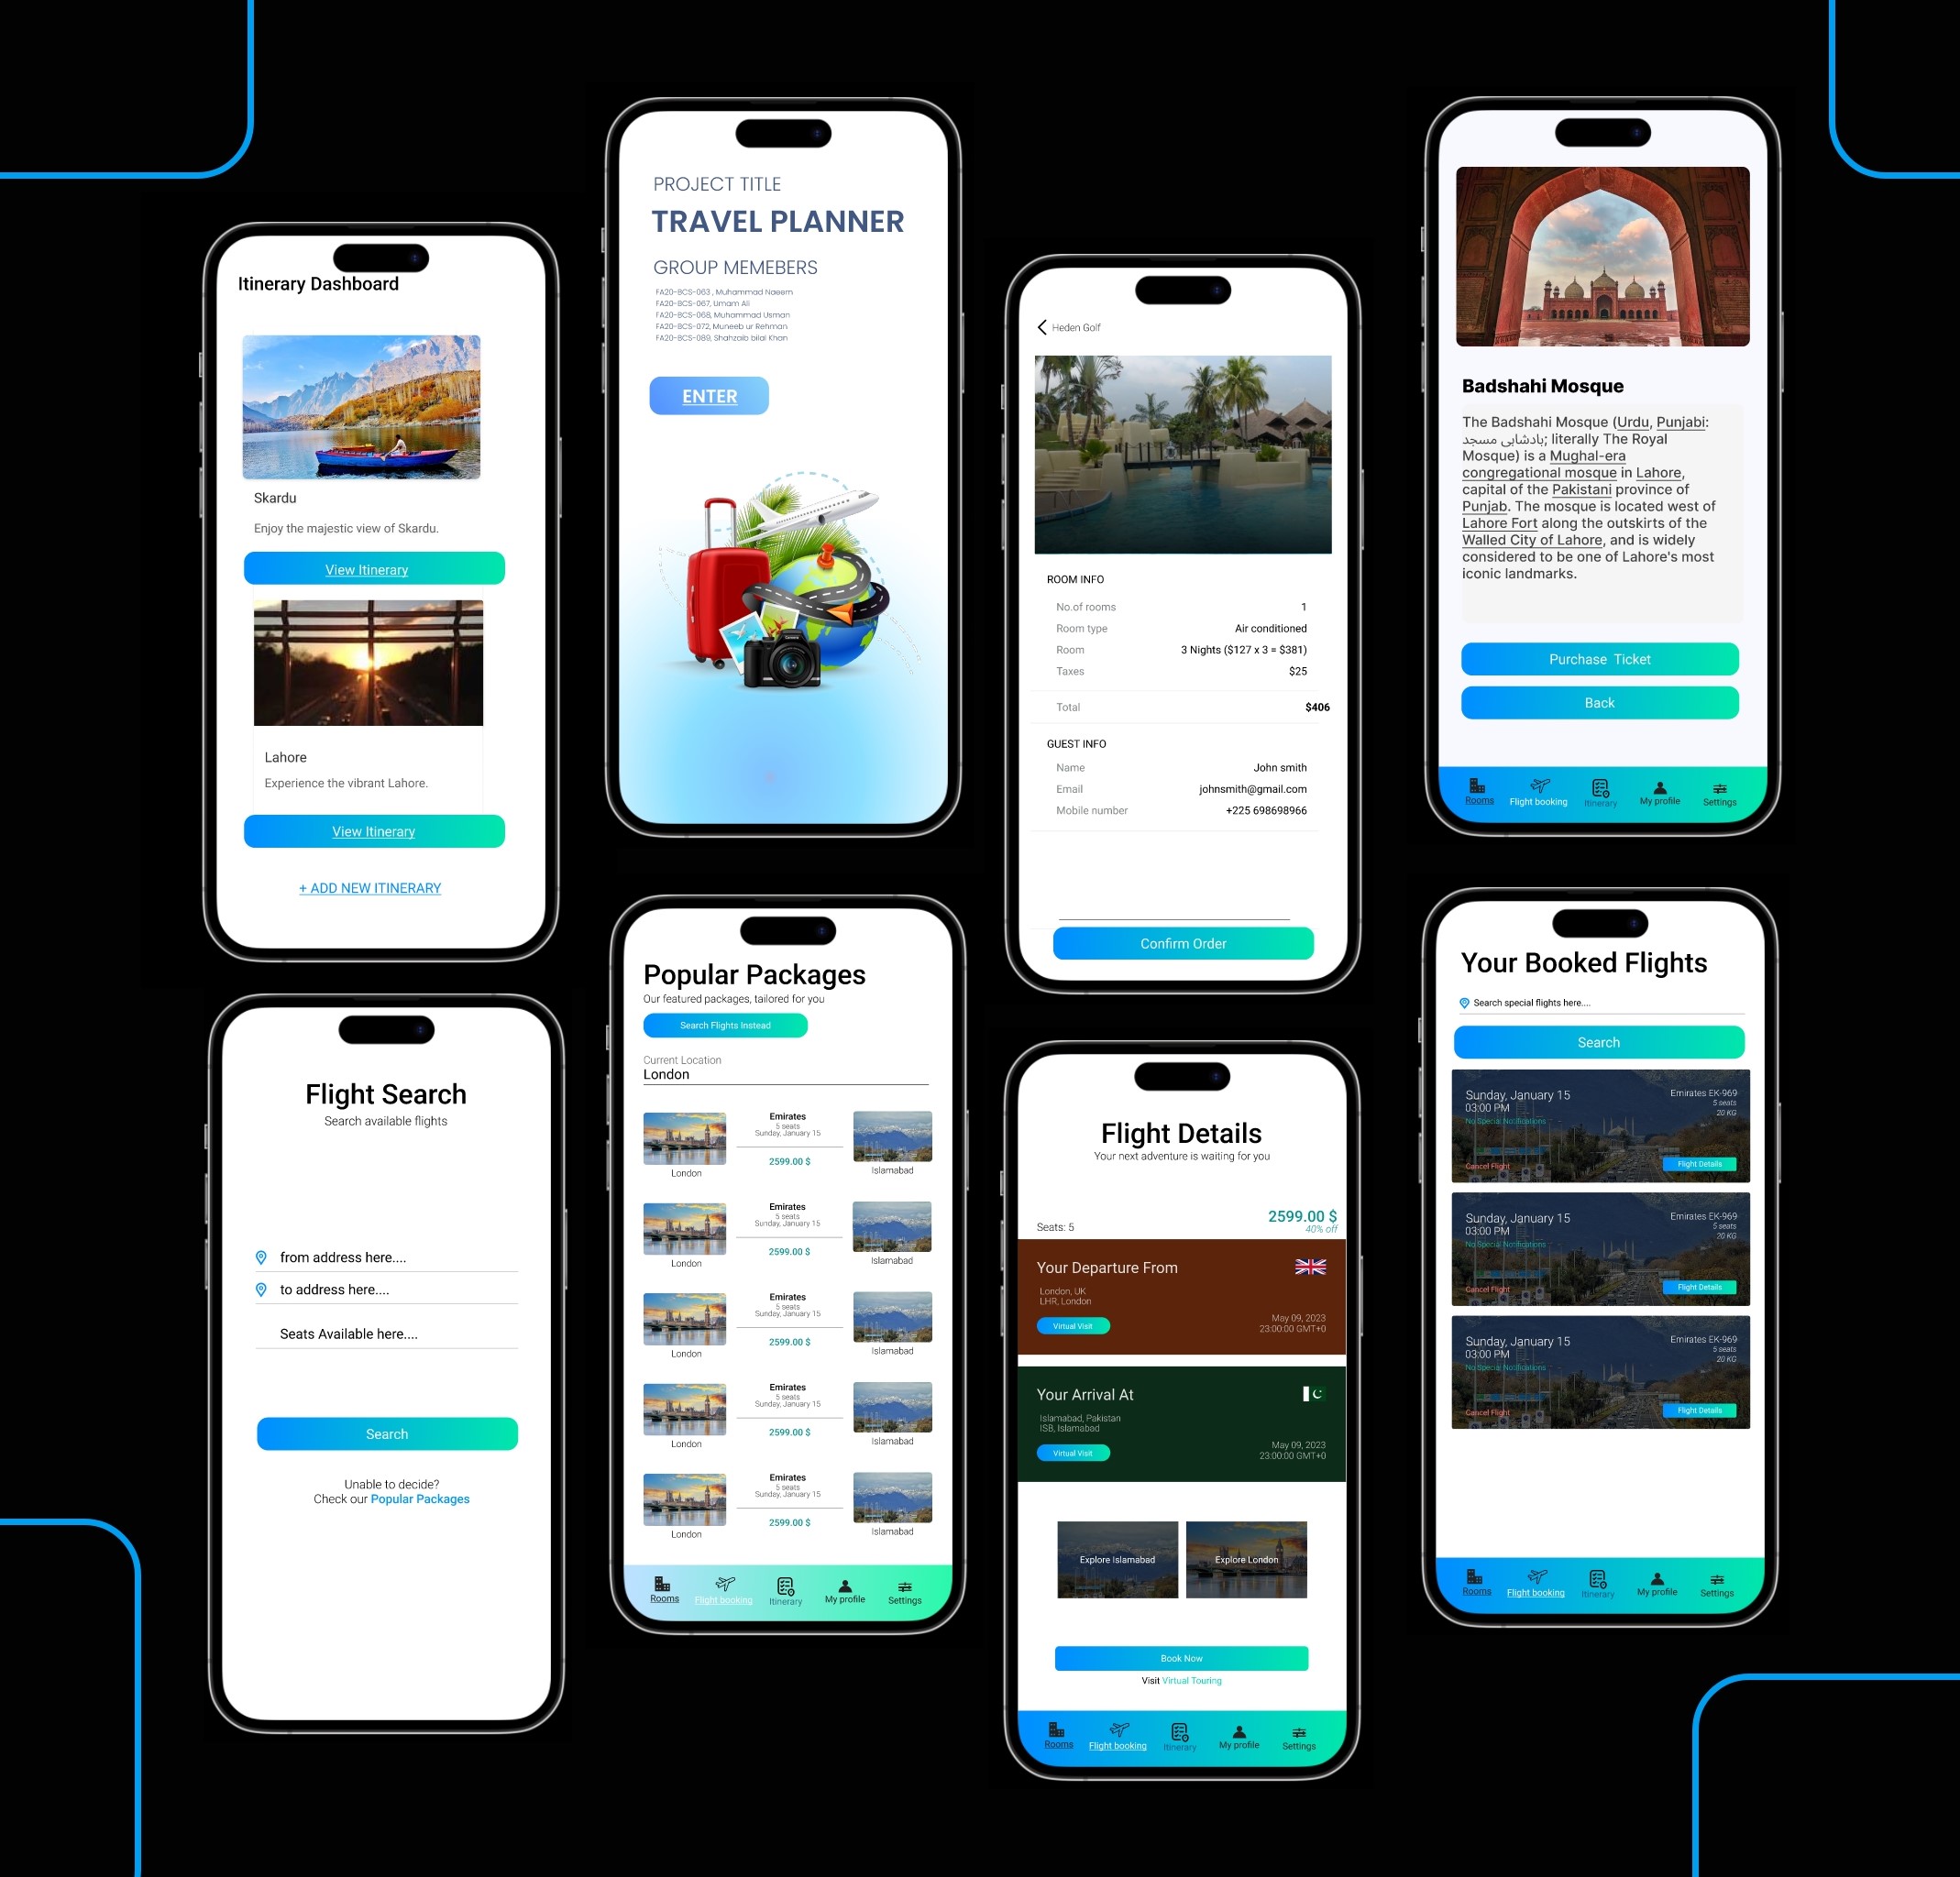 Itinerary Dashboard
Skardu
Enjoy the majestic view of Skardu.
View Itinerary
Lahore
Experience the vibrant Lahore.
View Itinerary
+ ADD NEW ITINERARY
PROJECT TITLE
TRAVEL PLANNER
GROUP MEMEBERS
FA20-BCS-063 , Muhammad Naeem
FA20-BCS-067, Umam Ali
FA20-BCS-068, Muhammad Usman
FA20-BCS-072, Muneeb ur Rehman
FA20-BCS-089, Shahzaib bilal Khan
ENTER
Heden Golf
ROOM INFO
No.of rooms 1
Room type Air conditioned
Room 3 Nights ($127 x 3 = $381)
Taxes $25
Total $406
GUEST INFO
Name John smith
Email johnsmith@gmail.com
Mobile number +225 698698966
Confirm Order
Badshahi Mosque
The Badshahi Mosque (Urdu, Punjabi:
بادشاہی مسجد; literally The Royal
Mosque) is a Mughal-era
congregational mosque in Lahore,
capital of the Pakistani province of
Punjab. The mosque is located west of
Lahore Fort along the outskirts of the
Walled City of Lahore, and is widely
considered to be one of Lahore's most
iconic landmarks.
Purchase Ticket
Back
Rooms Flight booking Itinerary My profile Settings
Flight Search
Search available flights
from address here....
to address here....
Seats Available here....
Search
Unable to decide?
Check our Popular Packages
Popular Packages
Our featured packages, tailored for you
Search Flights Instead
Current Location
London
Emirates
5 seats
Sunday, January 15
2599.00 $
London Islamabad
Emirates
5 seats
Sunday, January 15
2599.00 $
London Islamabad
Emirates
5 seats
Sunday, January 15
2599.00 $
London Islamabad
Emirates
5 seats
Sunday, January 15
2599.00 $
London Islamabad
Emirates
5 seats
Sunday, January 15
2599.00 $
London Islamabad
Rooms Flight booking Itinerary My profile Settings
Flight Details
Your next adventure is waiting for you
2599.00 $
Seats: 5 40% off
Your Departure From
London, UK
LHR, London
May 09, 2023
Virtual Visit 23:00:00 GMT+0
Your Arrival At
Islamabad, Pakistan
ISB, Islamabad
May 09, 2023
Virtual Visit 23:00:00 GMT+0
Explore Islamabad Explore London
Book Now
Visit Virtual Touring
Rooms Flight booking Itinerary My profile Settings
Your Booked Flights
Search special flights here....
Search
Sunday, January 15 Emirates EK-969
03:00 PM 5 seats
No Special Notifications 20 KG
Cancel Flight Flight Details
Sunday, January 15 Emirates EK-969
03:00 PM 5 seats
No Special Notifications 20 KG
Cancel Flight Flight Details
Sunday, January 15 Emirates EK-969
03:00 PM 5 seats
No Special Notifications 20 KG
Cancel Flight Flight Details
Rooms Flight booking Itinerary My profile Settings